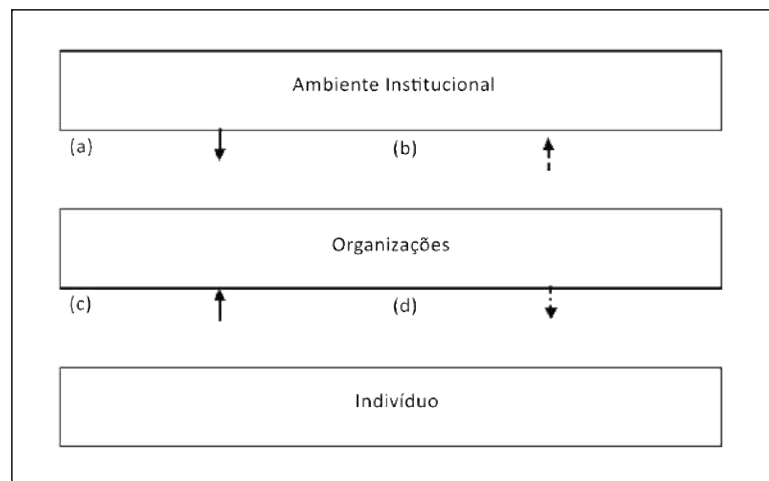 Ambiente Institucional
(a) (b)
Organizações
(c) (d)
Indivíduo